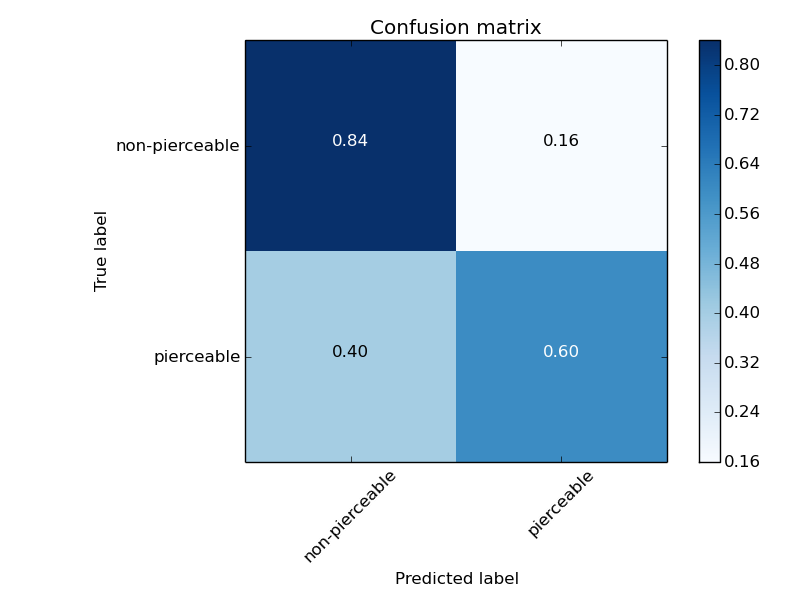 Confusion matrix
non-pierceable
pierceable
True label
0.84
0.16
0.40
0.60
non-pierceable
pierceable
Predicted label
0.80
0.72
0.64
0.56
0.48
0.40
0.32
0.24
0.16